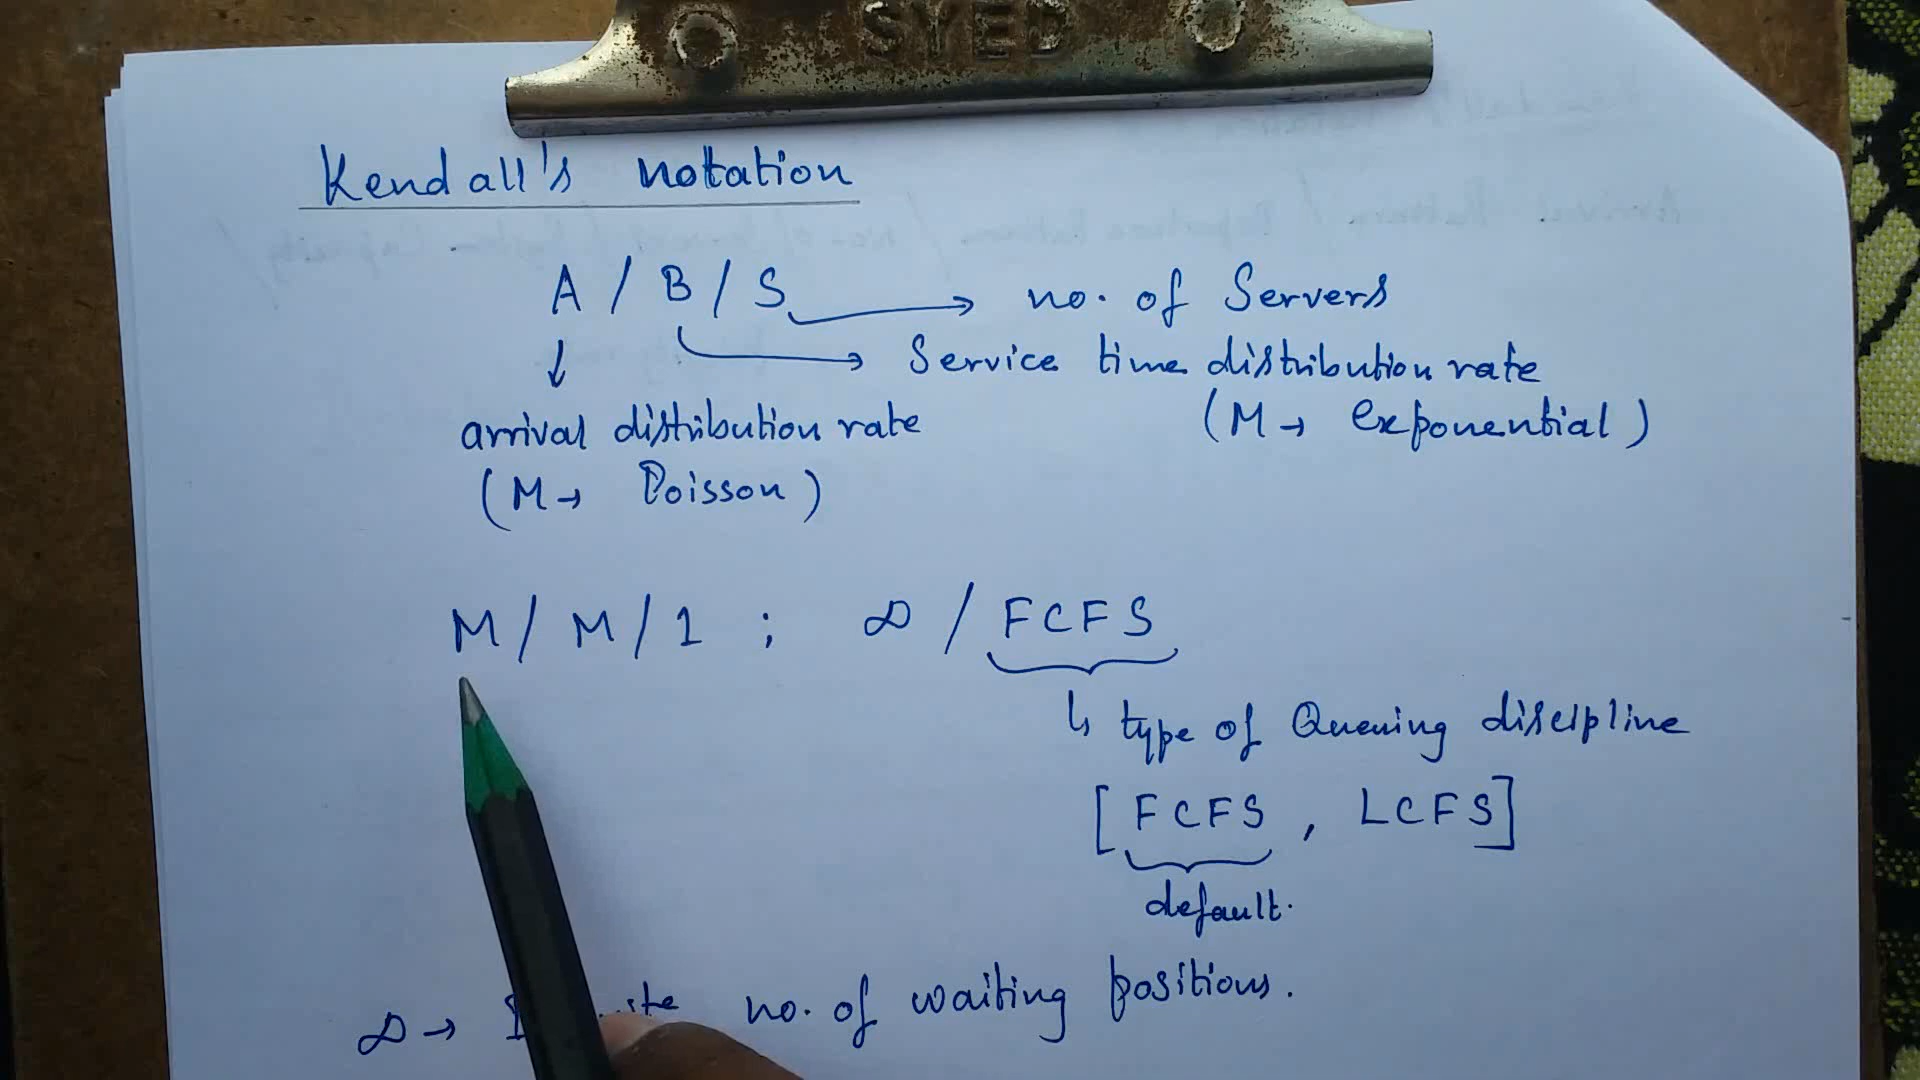 SYED
Kendall's notation
A / B / S → no. of Servers
↓ → Service time distribution rate
arrival distribution rate (M → exponential)
(M → Poisson)
M / M / 1 ; ∞ / FCFS
↳ type of Queuing discipline
[FCFS, LCFS]
default.
∞ → no. of waiting positions.